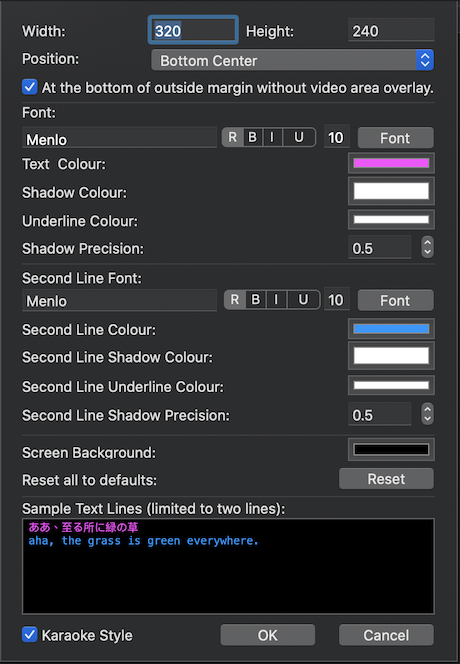 Width: 320 Height: 240
Position: Bottom Center
At the bottom of outside margin without video area overlay.
Font:
Menlo R B I U 10 Font
Text  Colour:
Shadow Colour:
Underline Colour:
Shadow Precision: 0.5
Second Line Font:
Menlo R B I U 10 Font
Second Line Colour:
Second Line Shadow Colour:
Second Line Underline Colour:
Second Line Shadow Precision: 0.5
Screen Background:
Reset all to defaults: Reset
Sample Text Lines (limited to two lines):
ああ、至る所に緑の草
aha, the grass is green everywhere.
Karaoke Style OK Cancel